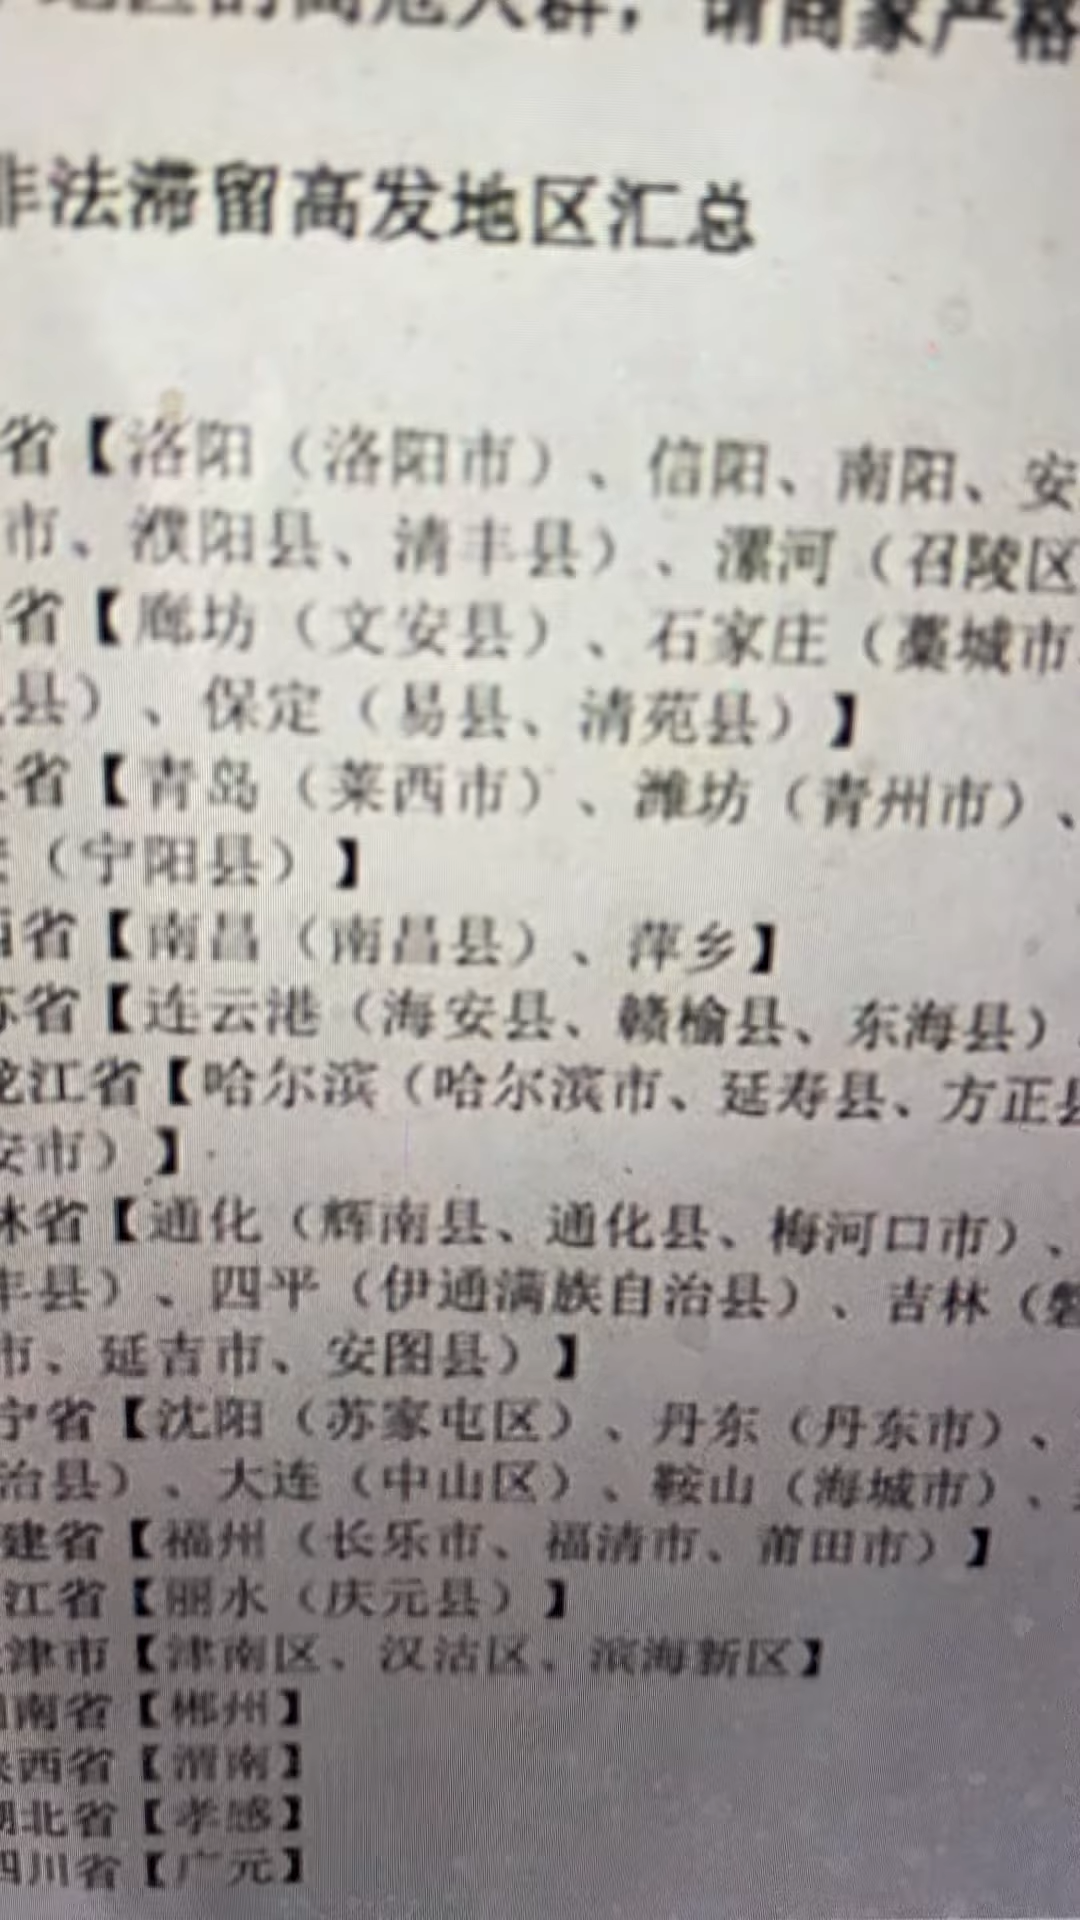 地区的高危人群，请商家严格
非法滞留高发地区汇总
省【洛阳（洛阳市）、信阳、南阳、安
市、濮阳县、清丰县）、漯河（召陵区
省【廊坊（文安县）、石家庄（藁城市
县）、保定（易县、清苑县）】
省【青岛（莱西市）、潍坊（青州市）、
（宁阳县）】
西省【南昌（南昌县）、萍乡】
苏省【连云港（海安县、赣榆县、东海县）
龙江省【哈尔滨（哈尔滨市、延寿县、方正县
安市）】
林省【通化（辉南县、通化县、梅河口市）、
丰县）、四平（伊通满族自治县）、吉林（磐
市、延吉市、安图县）】
宁省【沈阳（苏家屯区）、丹东（丹东市）、
治县）、大连（中山区）、鞍山（海城市）、
建省【福州（长乐市、福清市、莆田市）】
江省【丽水（庆元县）】
津市【津南区、汉沽区、滨海新区】
南省【郴州】
西省【渭南】
湖北省【孝感】
四川省【广元】